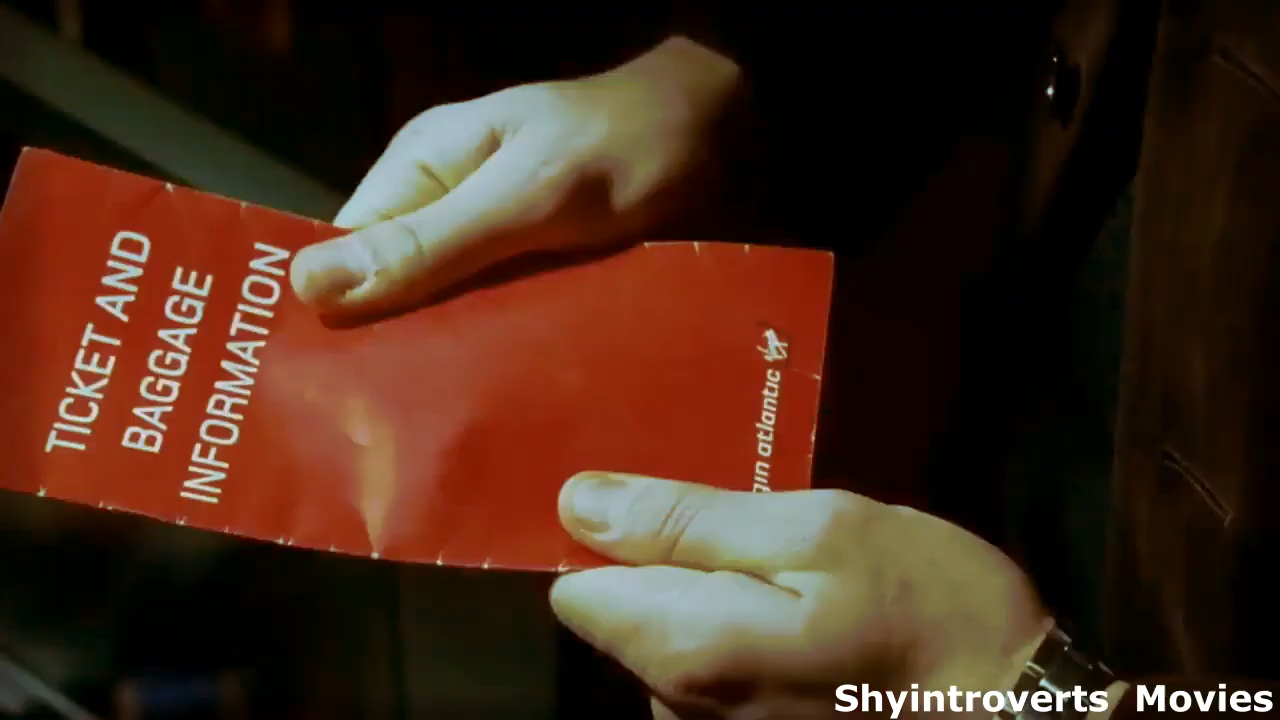 TICKET AND
BAGGAGE
INFORMATION
gin atlantic
Shyintroverts Movies